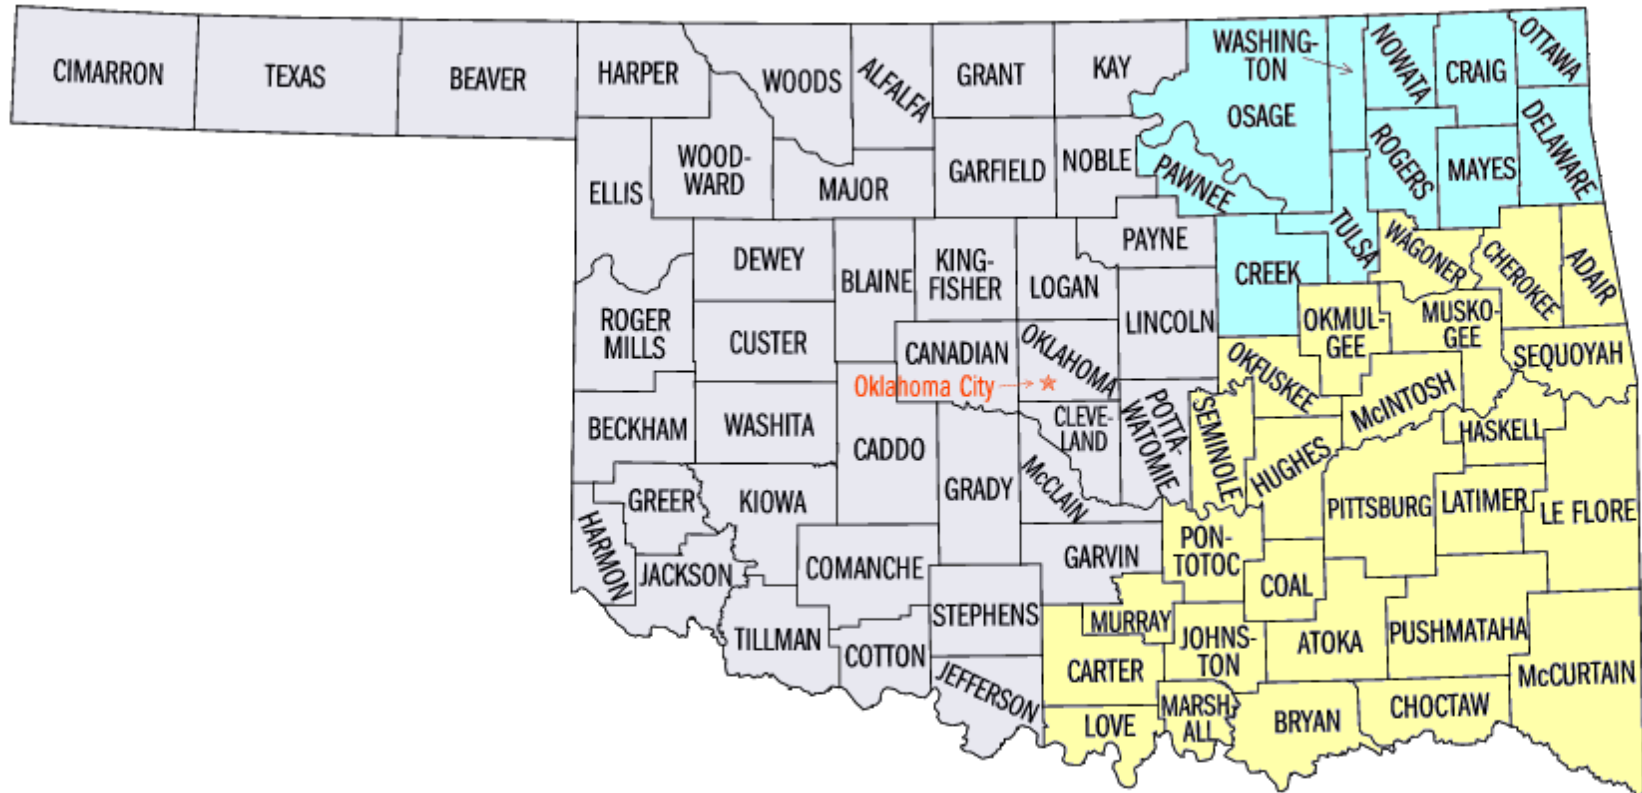 CIMARRON
TEXAS
BEAVER
HARPER
WOODS
ALFALFA
GRANT
KAY
WASHING-
TON
OSAGE
NOWATA
CRAIG
OTTAWA
ELLIS
WOOD-
WARD
MAJOR
GARFIELD
NOBLE
PAWNEE
ROGERS
MAYES
DELAWARE
DEWEY
BLAINE
KING-
FISHER
LOGAN
PAYNE
CREEK
TULSA
WAGONER
CHEROKEE
ADAIR
ROGER
MILLS
CUSTER
CANADIAN
OKLAHOMA
Oklahoma City
LINCOLN
OKMUL-
GEE
MUSKO-
GEE
SEQUOYAH
OKFUSKEE
McINTOSH
BECKHAM
WASHITA
CADDO
GRADY
CLEVE-
LAND
McCLAIN
POTTA-
WATOMIE
SEMINOLE
HUGHES
HASKELL
PITTSBURG
LATIMER
LE FLORE
GREER
KIOWA
HARMON
JACKSON
COMANCHE
GARVIN
PON-
TOTOC
COAL
TILLMAN
COTTON
STEPHENS
JEFFERSON
MURRAY
CARTER
JOHNS-
TON
ATOKA
PUSHMATAHA
McCURTAIN
LOVE
MARSH-
ALL
BRYAN
CHOCTAW